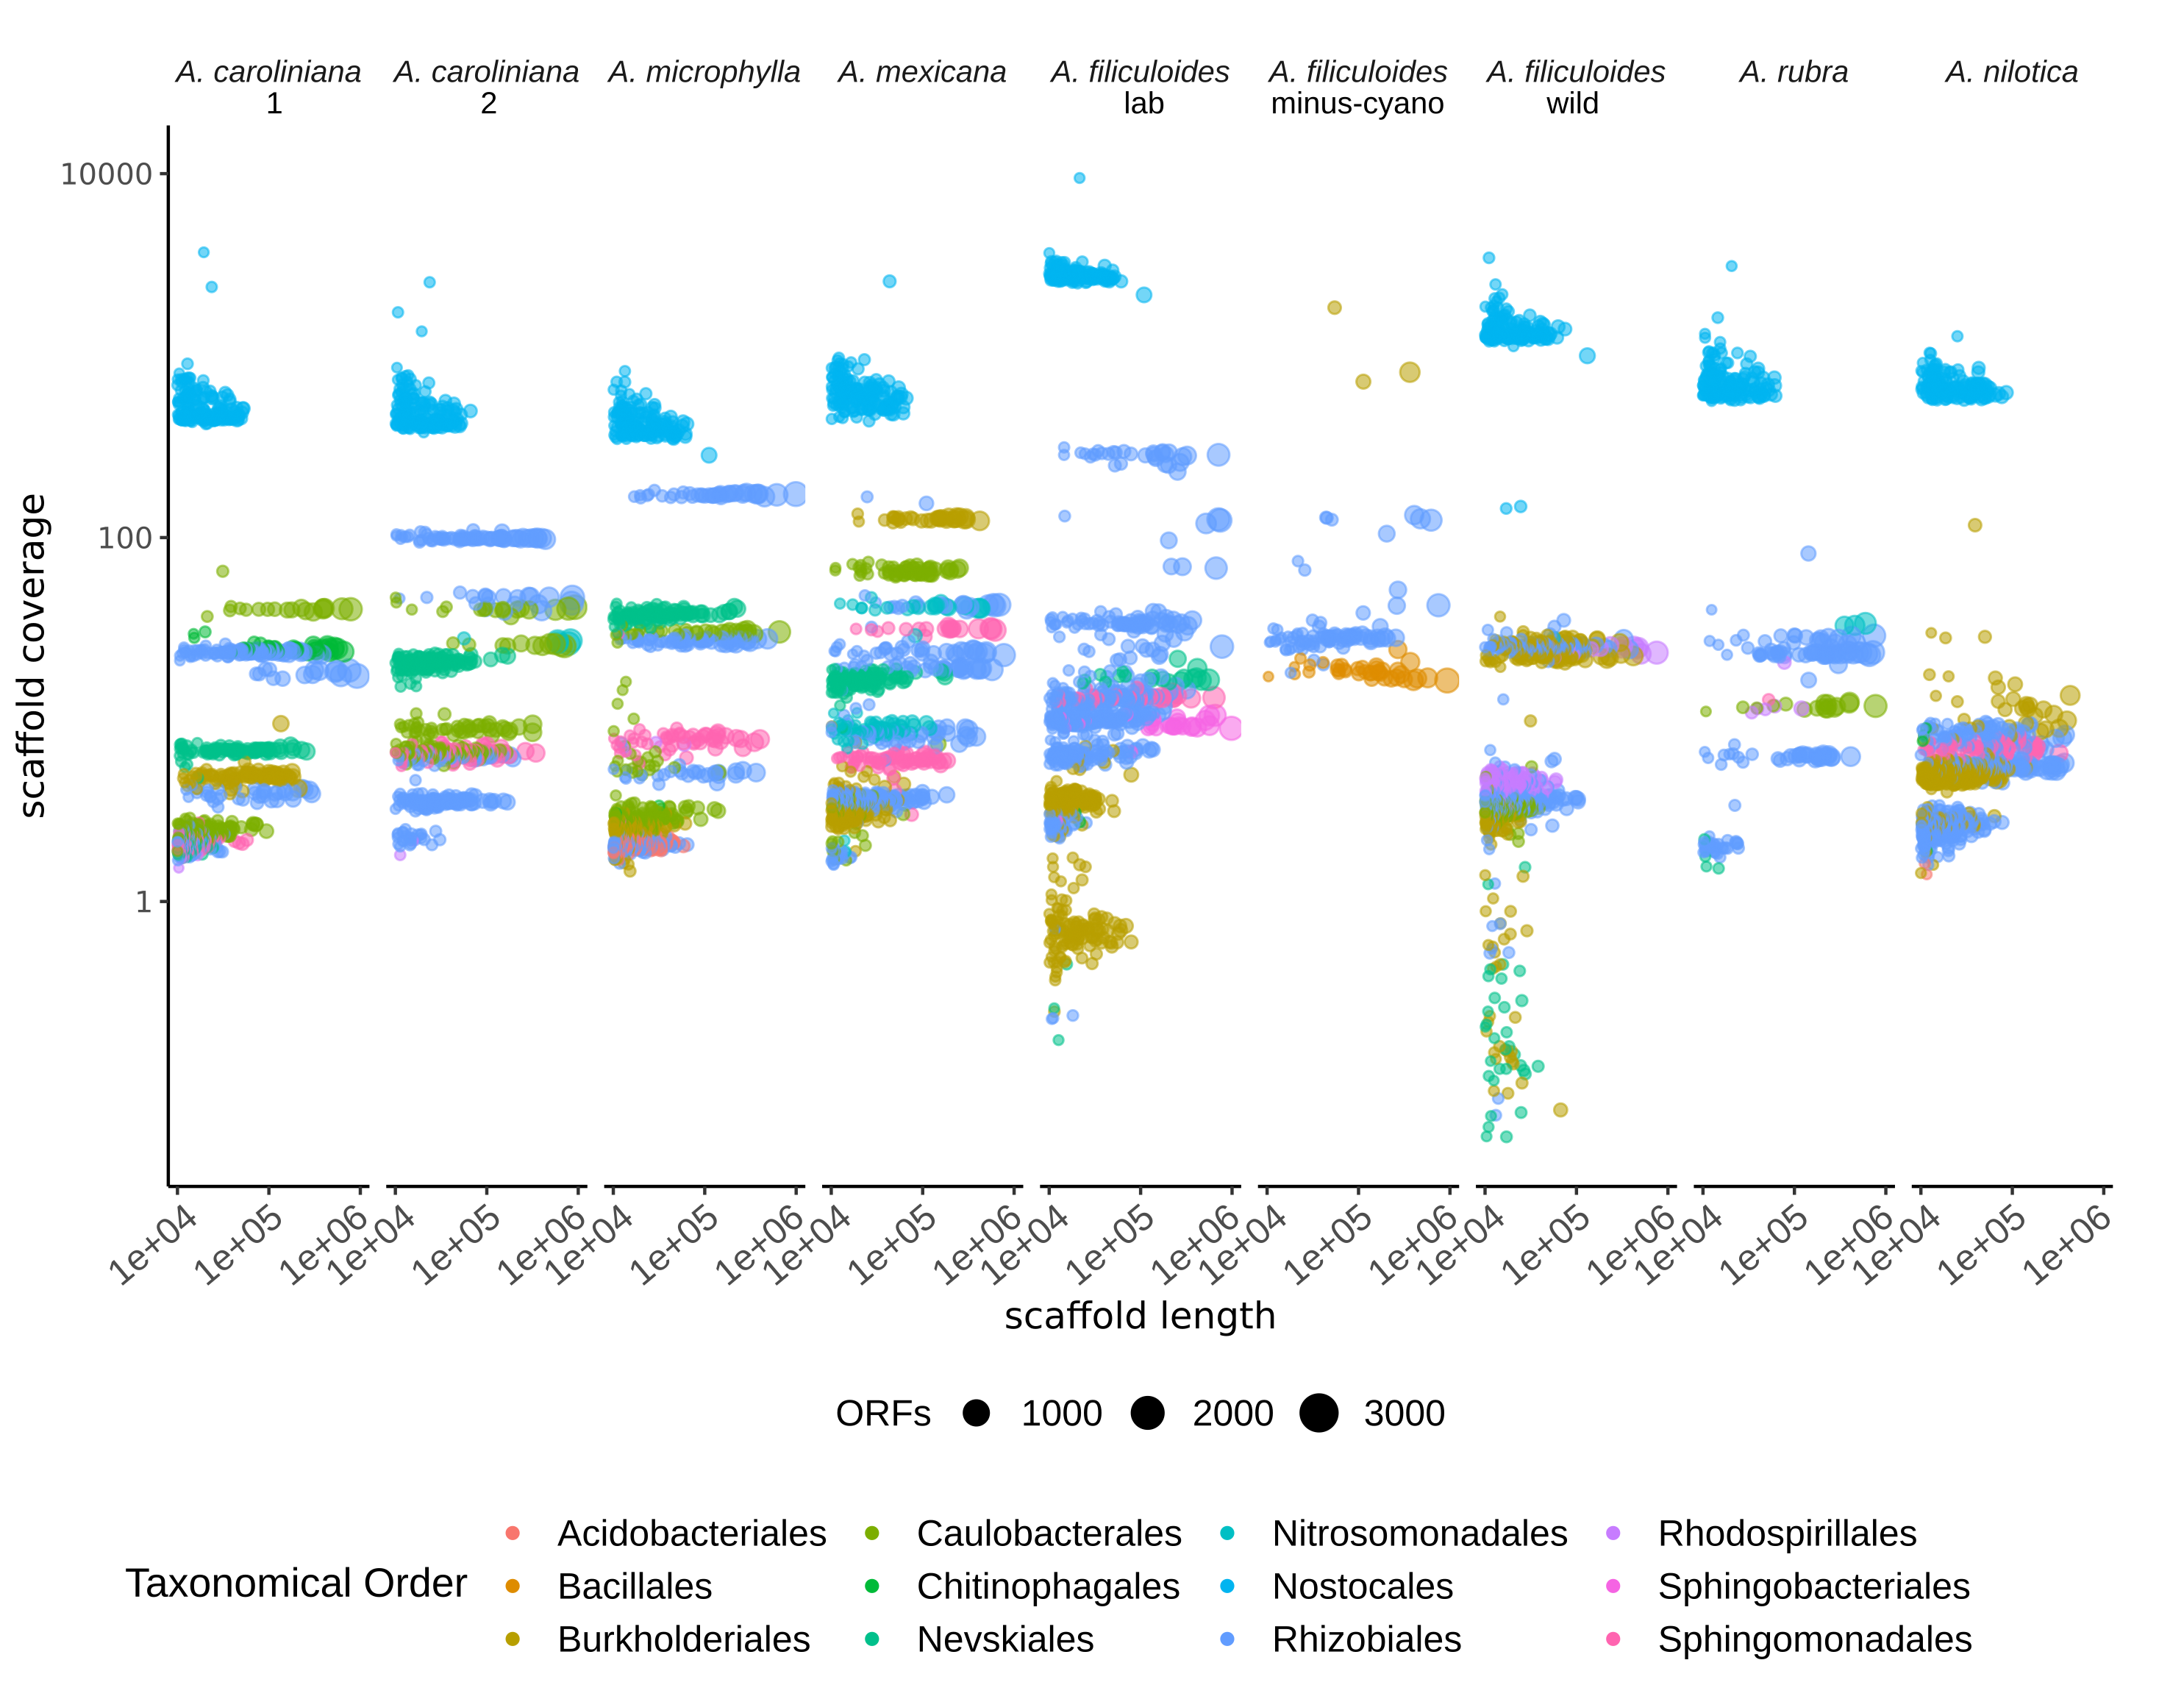 A. caroliniana A. caroliniana A. microphylla A. mexicana A. filiculoides A. filiculoides A. filiculoides A. rubra A. nilotica
1 2 lab minus-cyano wild
10000
100
1
scaffold coverage
1e+04 1e+05 1e+06 1e+04 1e+05 1e+06 1e+04 1e+05 1e+06 1e+04 1e+05 1e+06 1e+04 1e+05 1e+06 1e+04 1e+05 1e+06 1e+04 1e+05 1e+06 1e+04 1e+05 1e+06 1e+04 1e+05 1e+06
scaffold length
ORFs 1000 2000 3000
Taxonomical Order
Acidobacteriales Caulobacterales Nitrosomonadales Rhodospirillales
Bacillales Chitinophagales Nostocales Sphingobacteriales
Burkholderiales Nevskiales Rhizobiales Sphingomonadales